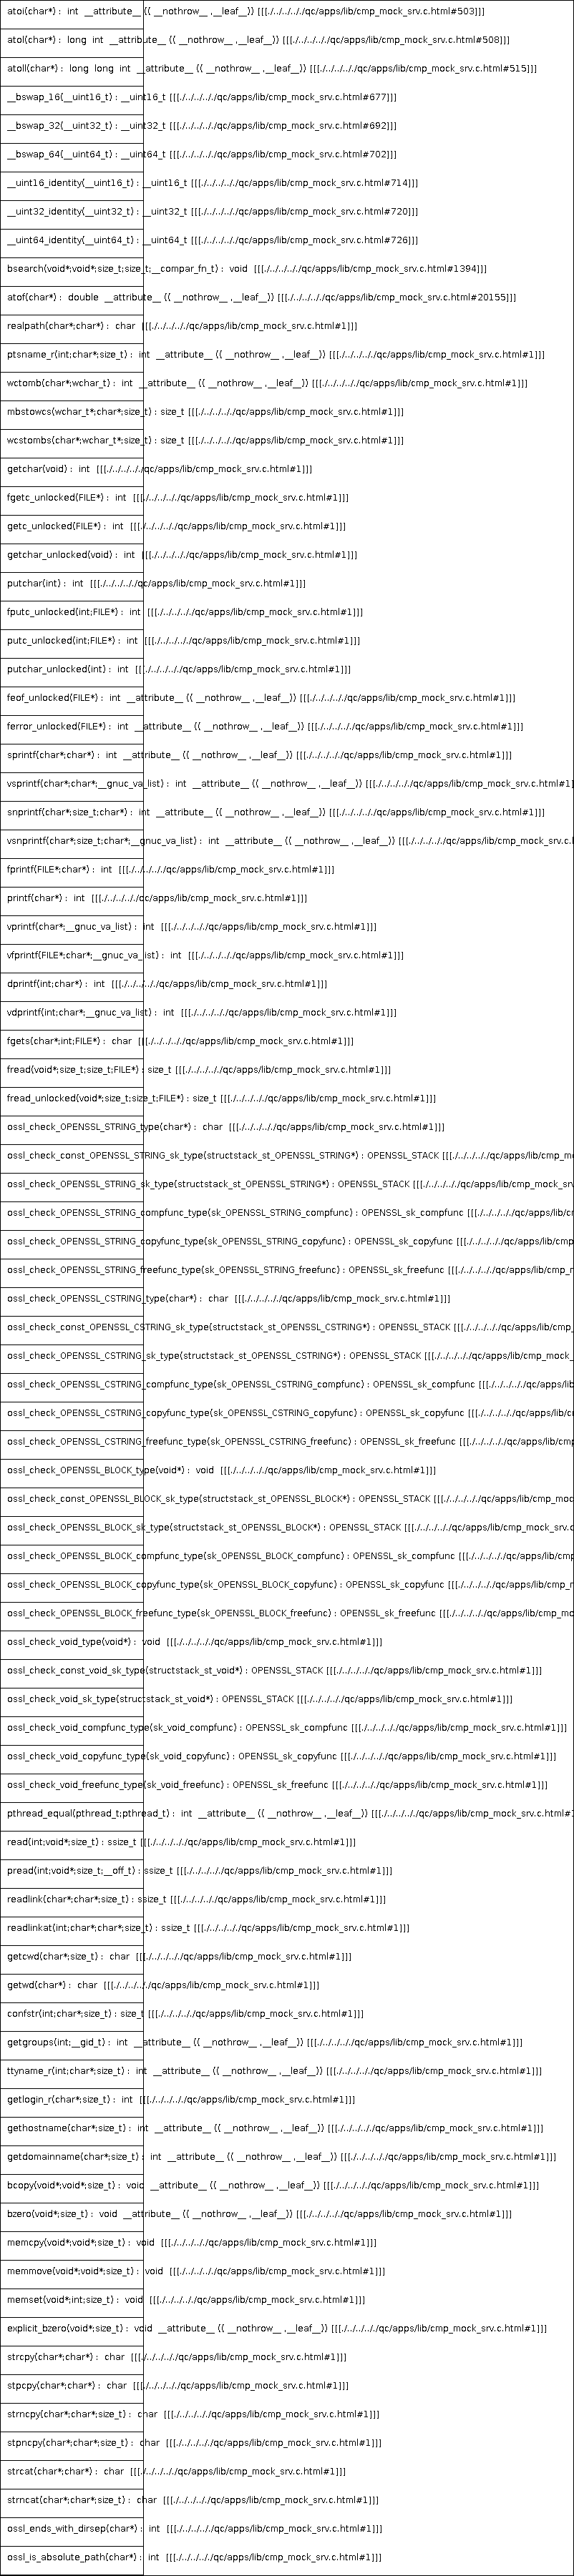 atoi(char*) : int __attribute__ (( __nothrow__ ,__leaf__)) [[[./../../../../qc/apps/lib/cmp_mock_srv.c.html#503]]]
atol(char*) : long int __attribute__ (( __nothrow__ ,__leaf__)) [[[./../../../../qc/apps/lib/cmp_mock_srv.c.html#508]]]
atoll(char*) : long long int __attribute__ (( __nothrow__ ,__leaf__)) [[[./../../../../qc/apps/lib/cmp_mock_srv.c.html#515]]]
__bswap_16(__uint16_t) : __uint16_t [[[./../../../../qc/apps/lib/cmp_mock_srv.c.html#677]]]
__bswap_32(__uint32_t) : __uint32_t [[[./../../../../qc/apps/lib/cmp_mock_srv.c.html#692]]]
__bswap_64(__uint64_t) : __uint64_t [[[./../../../../qc/apps/lib/cmp_mock_srv.c.html#702]]]
__uint16_identity(__uint16_t) : __uint16_t [[[./../../../../qc/apps/lib/cmp_mock_srv.c.html#714]]]
__uint32_identity(__uint32_t) : __uint32_t [[[./../../../../qc/apps/lib/cmp_mock_srv.c.html#720]]]
__uint64_identity(__uint64_t) : __uint64_t [[[./../../../../qc/apps/lib/cmp_mock_srv.c.html#726]]]
bsearch(void*;void*;size_t;size_t;__compar_fn_t) : void [[[./../../../../qc/apps/lib/cmp_mock_srv.c.html#1394]]]
atof(char*) : double __attribute__ (( __nothrow__ ,__leaf__)) [[[./../../../../qc/apps/lib/cmp_mock_srv.c.html#20155]]]
realpath(char*;char*) : char [[[./../../../../qc/apps/lib/cmp_mock_srv.c.html#1]]]
ptsname_r(int;char*;size_t) : int __attribute__ (( __nothrow__ ,__leaf__)) [[[./../../../../qc/apps/lib/cmp_mock_srv.c.html#1]]]
wctomb(char*;wchar_t) : int __attribute__ (( __nothrow__ ,__leaf__)) [[[./../../../../qc/apps/lib/cmp_mock_srv.c.html#1]]]
mbstowcs(wchar_t*;char*;size_t) : size_t [[[./../../../../qc/apps/lib/cmp_mock_srv.c.html#1]]]
wcstombs(char*;wchar_t*;size_t) : size_t [[[./../../../../qc/apps/lib/cmp_mock_srv.c.html#1]]]
getchar(void) : int [[[./../../../../qc/apps/lib/cmp_mock_srv.c.html#1]]]
fgetc_unlocked(FILE*) : int [[[./../../../../qc/apps/lib/cmp_mock_srv.c.html#1]]]
getc_unlocked(FILE*) : int [[[./../../../../qc/apps/lib/cmp_mock_srv.c.html#1]]]
getchar_unlocked(void) : int [[[./../../../../qc/apps/lib/cmp_mock_srv.c.html#1]]]
putchar(int) : int [[[./../../../../qc/apps/lib/cmp_mock_srv.c.html#1]]]
fputc_unlocked(int;FILE*) : int [[[./../../../../qc/apps/lib/cmp_mock_srv.c.html#1]]]
putc_unlocked(int;FILE*) : int [[[./../../../../qc/apps/lib/cmp_mock_srv.c.html#1]]]
putchar_unlocked(int) : int [[[./../../../../qc/apps/lib/cmp_mock_srv.c.html#1]]]
feof_unlocked(FILE*) : int __attribute__ (( __nothrow__ ,__leaf__)) [[[./../../../../qc/apps/lib/cmp_mock_srv.c.html#1]]]
ferror_unlocked(FILE*) : int __attribute__ (( __nothrow__ ,__leaf__)) [[[./../../../../qc/apps/lib/cmp_mock_srv.c.html#1]]]
sprintf(char*;char*) : int __attribute__ (( __nothrow__ ,__leaf__)) [[[./../../../../qc/apps/lib/cmp_mock_srv.c.html#1]]]
vsprintf(char*;char*;__gnuc_va_list) : int __attribute__ (( __nothrow__ ,__leaf__)) [[[./../../../../qc/apps/lib/cmp_mock_srv.c.html#1]
snprintf(char*;size_t;char*) : int __attribute__ (( __nothrow__ ,__leaf__)) [[[./../../../../qc/apps/lib/cmp_mock_srv.c.html#1]]]
vsnprintf(char*;size_t;char*;__gnuc_va_list) : int __attribute__ (( __nothrow__ ,__leaf__)) [[[./../../../../qc/apps/lib/cmp_mock_srv.c.h
fprintf(FILE*;char*) : int [[[./../../../../qc/apps/lib/cmp_mock_srv.c.html#1]]]
printf(char*) : int [[[./../../../../qc/apps/lib/cmp_mock_srv.c.html#1]]]
vprintf(char*;__gnuc_va_list) : int [[[./../../../../qc/apps/lib/cmp_mock_srv.c.html#1]]]
vfprintf(FILE*;char*;__gnuc_va_list) : int [[[./../../../../qc/apps/lib/cmp_mock_srv.c.html#1]]]
dprintf(int;char*) : int [[[./../../../../qc/apps/lib/cmp_mock_srv.c.html#1]]]
vdprintf(int;char*;__gnuc_va_list) : int [[[./../../../../qc/apps/lib/cmp_mock_srv.c.html#1]]]
fgets(char*;int;FILE*) : char [[[./../../../../qc/apps/lib/cmp_mock_srv.c.html#1]]]
fread(void*;size_t;size_t;FILE*) : size_t [[[./../../../../qc/apps/lib/cmp_mock_srv.c.html#1]]]
fread_unlocked(void*;size_t;size_t;FILE*) : size_t [[[./../../../../qc/apps/lib/cmp_mock_srv.c.html#1]]]
ossl_check_OPENSSL_STRING_type(char*) : char [[[./../../../../qc/apps/lib/cmp_mock_srv.c.html#1]]]
ossl_check_const_OPENSSL_STRING_sk_type(structstack_st_OPENSSL_STRING*) : OPENSSL_STACK [[[./../../../../qc/apps/lib/cmp_m
ossl_check_OPENSSL_STRING_sk_type(structstack_st_OPENSSL_STRING*) : OPENSSL_STACK [[[./../../../../qc/apps/lib/cmp_mock_srv
ossl_check_OPENSSL_STRING_compfunc_type(sk_OPENSSL_STRING_compfunc) : OPENSSL_sk_compfunc [[[./../../../../qc/apps/lib/c
ossl_check_OPENSSL_STRING_copyfunc_type(sk_OPENSSL_STRING_copyfunc) : OPENSSL_sk_copyfunc [[[./../../../../qc/apps/lib/cmp
ossl_check_OPENSSL_STRING_freefunc_type(sk_OPENSSL_STRING_freefunc) : OPENSSL_sk_freefunc [[[./../../../../qc/apps/lib/cmp_
ossl_check_OPENSSL_CSTRING_type(char*) : char [[[./../../../../qc/apps/lib/cmp_mock_srv.c.html#1]]]
ossl_check_const_OPENSSL_CSTRING_sk_type(structstack_st_OPENSSL_CSTRING*) : OPENSSL_STACK [[[./../../../../qc/apps/lib/cmp_
ossl_check_OPENSSL_CSTRING_sk_type(structstack_st_OPENSSL_CSTRING*) : OPENSSL_STACK [[[./../../../../qc/apps/lib/cmp_mock_
ossl_check_OPENSSL_CSTRING_compfunc_type(sk_OPENSSL_CSTRING_compfunc) : OPENSSL_sk_compfunc [[[./../../../../qc/apps/lib
ossl_check_OPENSSL_CSTRING_copyfunc_type(sk_OPENSSL_CSTRING_copyfunc) : OPENSSL_sk_copyfunc [[[./../../../../qc/apps/lib/c
ossl_check_OPENSSL_CSTRING_freefunc_type(sk_OPENSSL_CSTRING_freefunc) : OPENSSL_sk_freefunc [[[./../../../../qc/apps/lib/cmp
ossl_check_OPENSSL_BLOCK_type(void*) : void [[[./../../../../qc/apps/lib/cmp_mock_srv.c.html#1]]]
ossl_check_const_OPENSSL_BLOCK_sk_type(structstack_st_OPENSSL_BLOCK*) : OPENSSL_STACK [[[./../../../../qc/apps/lib/cmp_moc
ossl_check_OPENSSL_BLOCK_sk_type(structstack_st_OPENSSL_BLOCK*) : OPENSSL_STACK [[[./../../../../qc/apps/lib/cmp_mock_srv.c
ossl_check_OPENSSL_BLOCK_compfunc_type(sk_OPENSSL_BLOCK_compfunc) : OPENSSL_sk_compfunc [[[./../../../../qc/apps/lib/cmp
ossl_check_OPENSSL_BLOCK_copyfunc_type(sk_OPENSSL_BLOCK_copyfunc) : OPENSSL_sk_copyfunc [[[./../../../../qc/apps/lib/cmp_
ossl_check_OPENSSL_BLOCK_freefunc_type(sk_OPENSSL_BLOCK_freefunc) : OPENSSL_sk_freefunc [[[./../../../../qc/apps/lib/cmp_mo
ossl_check_void_type(void*) : void [[[./../../../../qc/apps/lib/cmp_mock_srv.c.html#1]]]
ossl_check_const_void_sk_type(structstack_st_void*) : OPENSSL_STACK [[[./../../../../qc/apps/lib/cmp_mock_srv.c.html#1]]]
ossl_check_void_sk_type(structstack_st_void*) : OPENSSL_STACK [[[./../../../../qc/apps/lib/cmp_mock_srv.c.html#1]]]
ossl_check_void_compfunc_type(sk_void_compfunc) : OPENSSL_sk_compfunc [[[./../../../../qc/apps/lib/cmp_mock_srv.c.html#1]]]
ossl_check_void_copyfunc_type(sk_void_copyfunc) : OPENSSL_sk_copyfunc [[[./../../../../qc/apps/lib/cmp_mock_srv.c.html#1]]]
ossl_check_void_freefunc_type(sk_void_freefunc) : OPENSSL_sk_freefunc [[[./../../../../qc/apps/lib/cmp_mock_srv.c.html#1]]]
pthread_equal(pthread_t;pthread_t) : int __attribute__ (( __nothrow__ ,__leaf__)) [[[./../../../../qc/apps/lib/cmp_mock_srv.c.html#1
read(int;void*;size_t) : ssize_t [[[./../../../../qc/apps/lib/cmp_mock_srv.c.html#1]]]
pread(int;void*;size_t;__off_t) : ssize_t [[[./../../../../qc/apps/lib/cmp_mock_srv.c.html#1]]]
readlink(char*;char*;size_t) : ssize_t [[[./../../../../qc/apps/lib/cmp_mock_srv.c.html#1]]]
readlinkat(int;char*;char*;size_t) : ssize_t [[[./../../../../qc/apps/lib/cmp_mock_srv.c.html#1]]]
getcwd(char*;size_t) : char [[[./../../../../qc/apps/lib/cmp_mock_srv.c.html#1]]]
getwd(char*) : char [[[./../../../../qc/apps/lib/cmp_mock_srv.c.html#1]]]
confstr(int;char*;size_t) : size_t [[[./../../../../qc/apps/lib/cmp_mock_srv.c.html#1]]]
getgroups(int;__gid_t) : int __attribute__ (( __nothrow__ ,__leaf__)) [[[./../../../../qc/apps/lib/cmp_mock_srv.c.html#1]]]
ttyname_r(int;char*;size_t) : int __attribute__ (( __nothrow__ ,__leaf__)) [[[./../../../../qc/apps/lib/cmp_mock_srv.c.html#1]]]
getlogin_r(char*;size_t) : int [[[./../../../../qc/apps/lib/cmp_mock_srv.c.html#1]]]
gethostname(char*;size_t) : int __attribute__ (( __nothrow__ ,__leaf__)) [[[./../../../../qc/apps/lib/cmp_mock_srv.c.html#1]]]
getdomainname(char*;size_t) : int __attribute__ (( __nothrow__ ,__leaf__)) [[[./../../../../qc/apps/lib/cmp_mock_srv.c.html#1]]]
bcopy(void*;void*;size_t) : void __attribute__ (( __nothrow__ ,__leaf__)) [[[./../../../../qc/apps/lib/cmp_mock_srv.c.html#1]]]
bzero(void*;size_t) : void __attribute__ (( __nothrow__ ,__leaf__)) [[[./../../../../qc/apps/lib/cmp_mock_srv.c.html#1]]]
memcpy(void*;void*;size_t) : void [[[./../../../../qc/apps/lib/cmp_mock_srv.c.html#1]]]
memmove(void*;void*;size_t) : void [[[./../../../../qc/apps/lib/cmp_mock_srv.c.html#1]]]
memset(void*;int;size_t) : void [[[./../../../../qc/apps/lib/cmp_mock_srv.c.html#1]]]
explicit_bzero(void*;size_t) : void __attribute__ (( __nothrow__ ,__leaf__)) [[[./../../../../qc/apps/lib/cmp_mock_srv.c.html#1]]]
strcpy(char*;char*) : char [[[./../../../../qc/apps/lib/cmp_mock_srv.c.html#1]]]
stpcpy(char*;char*) : char [[[./../../../../qc/apps/lib/cmp_mock_srv.c.html#1]]]
strncpy(char*;char*;size_t) : char [[[./../../../../qc/apps/lib/cmp_mock_srv.c.html#1]]]
stpncpy(char*;char*;size_t) : char [[[./../../../../qc/apps/lib/cmp_mock_srv.c.html#1]]]
strcat(char*;char*) : char [[[./../../../../qc/apps/lib/cmp_mock_srv.c.html#1]]]
strncat(char*;char*;size_t) : char [[[./../../../../qc/apps/lib/cmp_mock_srv.c.html#1]]]
ossl_ends_with_dirsep(char*) : int [[[./../../../../qc/apps/lib/cmp_mock_srv.c.html#1]]]
ossl_is_absolute_path(char*) : int [[[./../../../../qc/apps/lib/cmp_mock_srv.c.html#1]]]